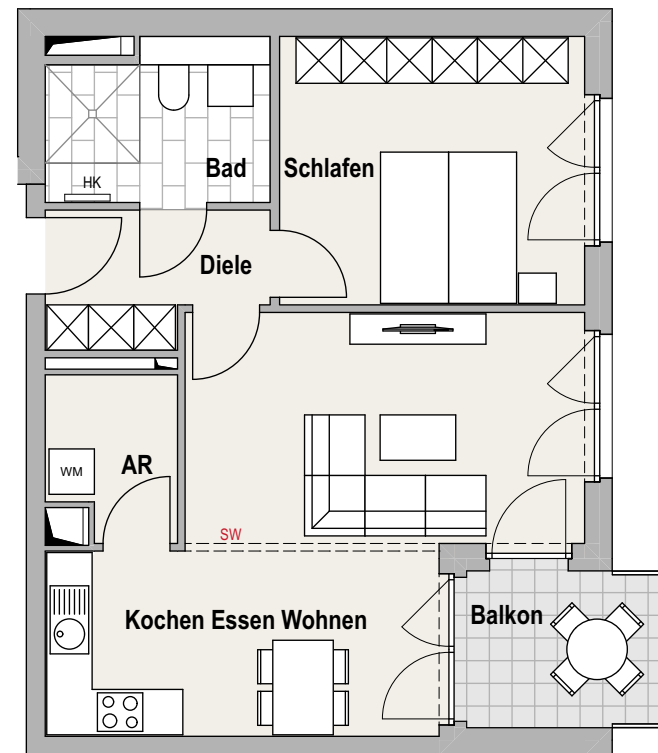 Bad
Schlafen
HK
Diele
AR
WM
SW
Kochen Essen Wohnen
Balkon